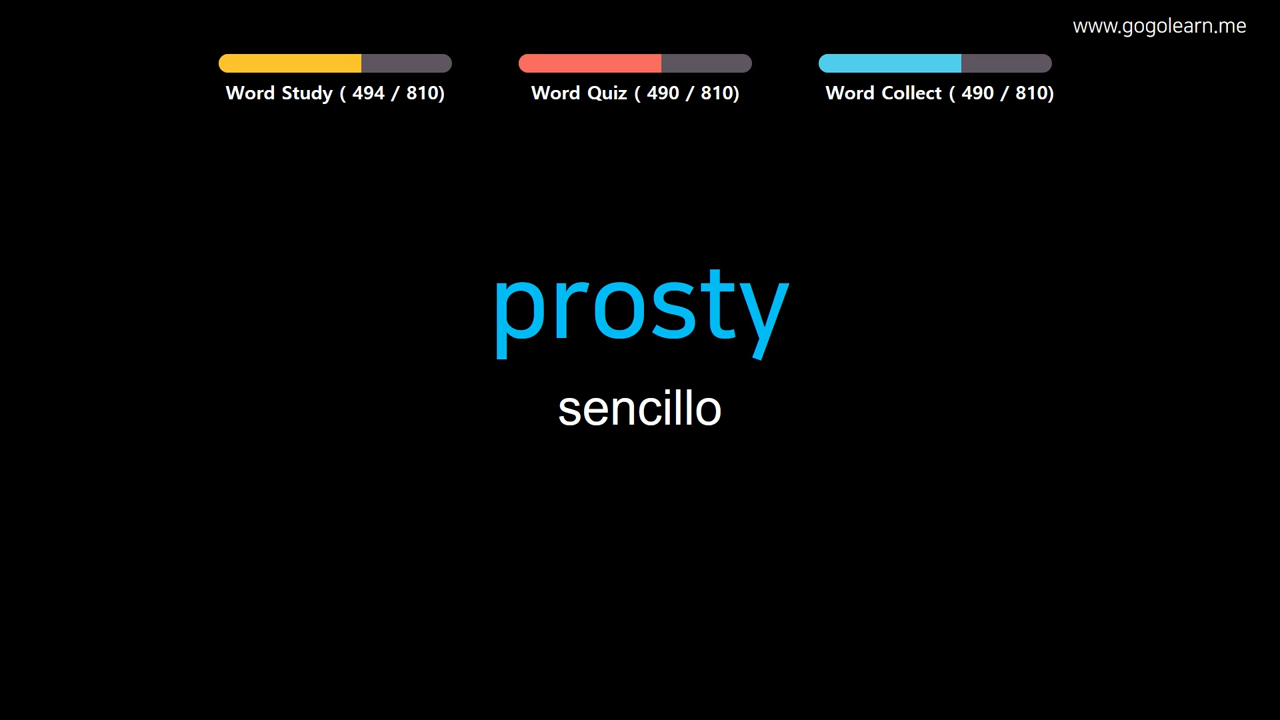 www.gogolearn.me
Word Study ( 494 / 810)
Word Quiz ( 490 / 810)
Word Collect ( 490 / 810)
prosty
sencillo